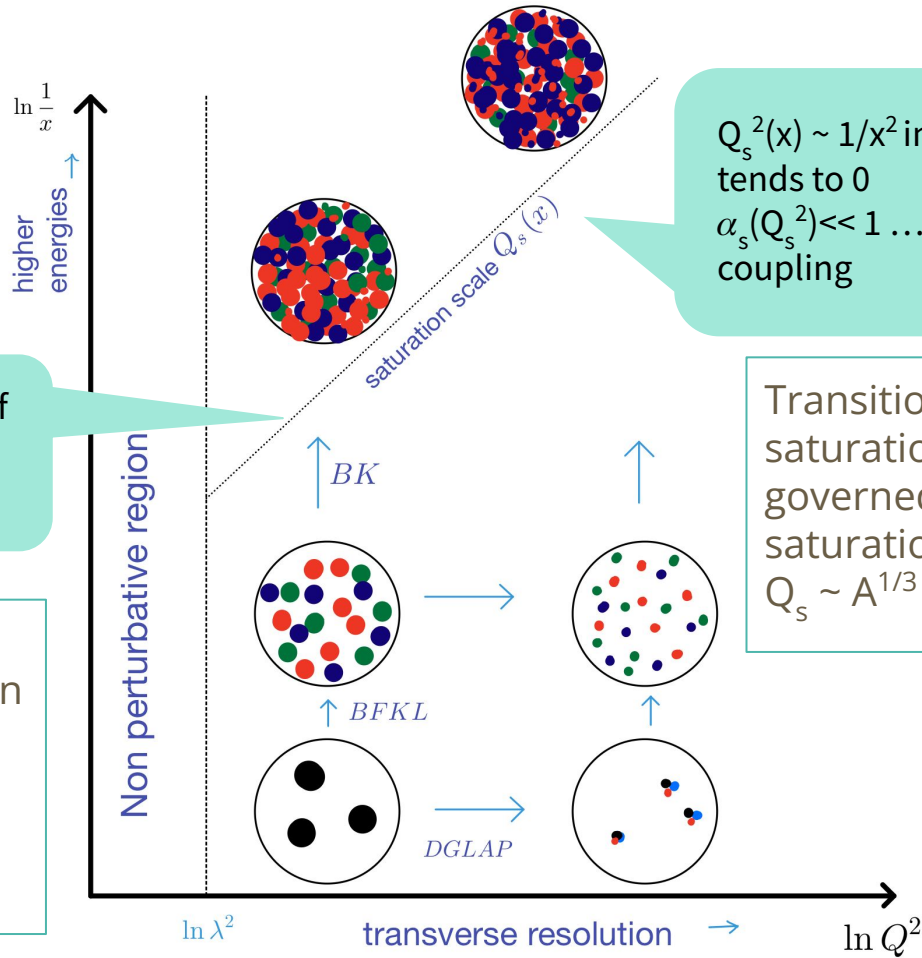 ln 1/x
higher
energies →
Non perturbative region
saturation scale Q_s(x)
Q_s^2(x) ~ 1/x^2 in
tends to 0
α_s(Q_s^2)<< 1 ...
coupling
f
Transitio
saturatio
governed
saturatio
Q_s ~ A^1/3
n
BK
BFKL
DGLAP
ln λ^2
transverse resolution →
ln Q^2